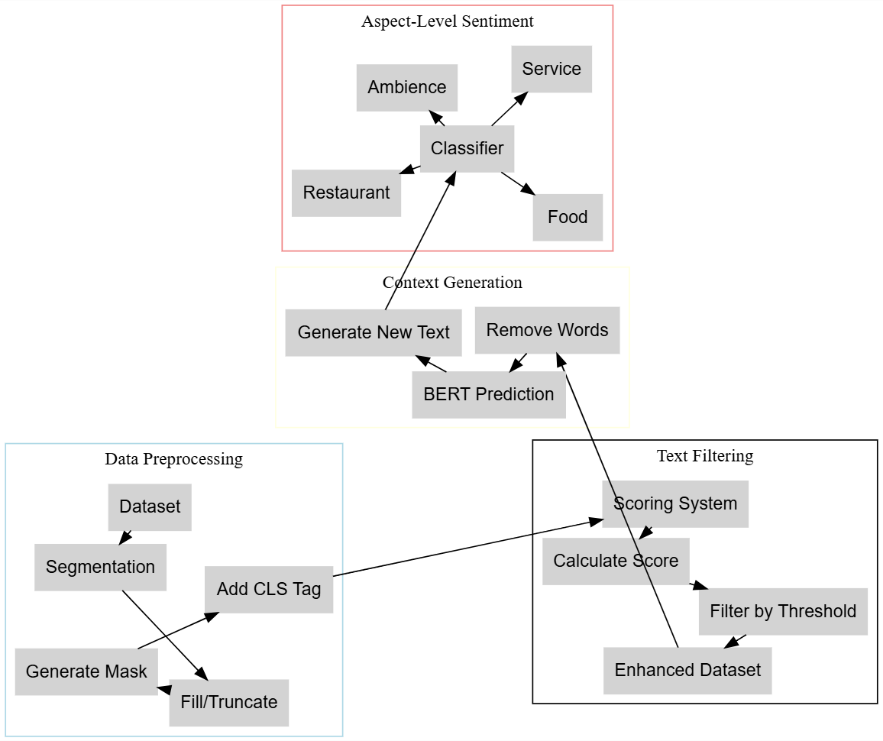 Aspect-Level Sentiment
Service
Ambience
Classifier
Restaurant
Food
Context Generation
Generate New Text
Remove Words
BERT Prediction
Data Preprocessing
Dataset
Segmentation
Add CLS Tag
Generate Mask
Fill/Truncate
Text Filtering
Scoring System
Calculate Score
Filter by Threshold
Enhanced Dataset